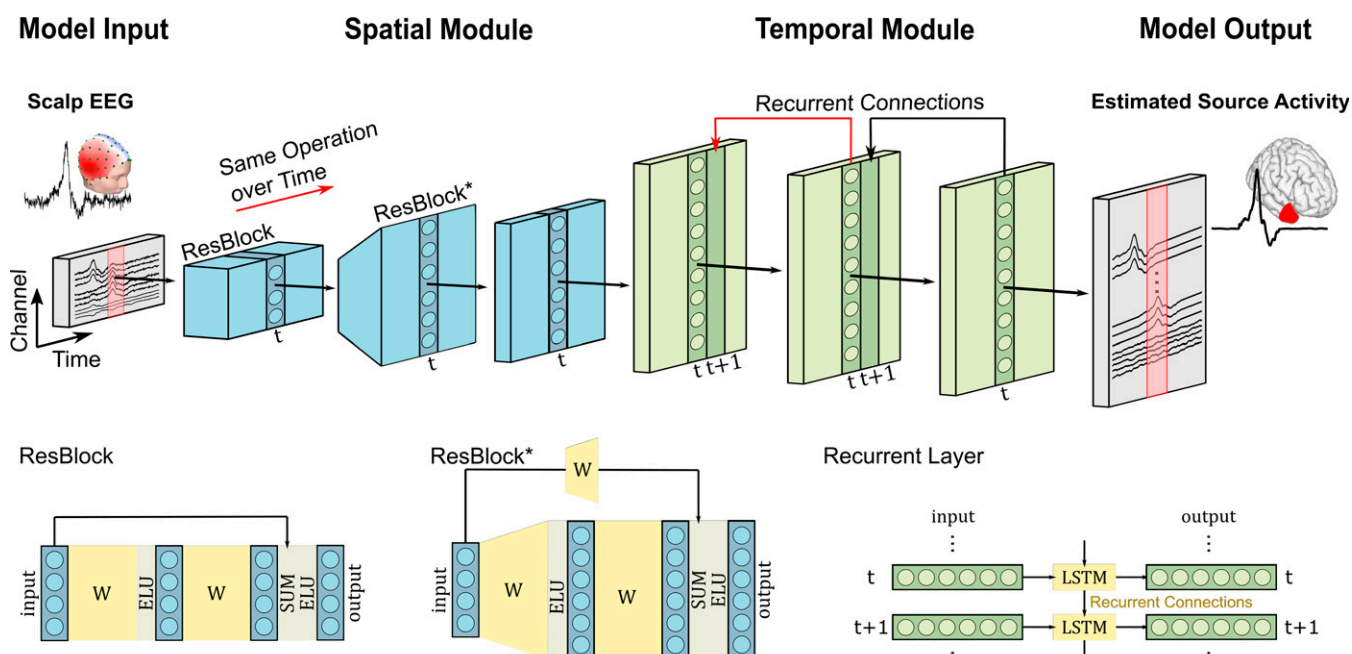 Model Input
Spatial Module
Temporal Module
Model Output
Scalp EEG
Same Operation
over Time
Recurrent Connections
Estimated Source Activity
ResBlock
ResBlock*
Channel
Time
t
t
t
t t+1
t t+1
t
ResBlock
input
W
ELU
W
SUM
ELU
output
ResBlock*
W
input
W
ELU
W
SUM
ELU
output
Recurrent Layer
input
output
⋮
⋮
t
LSTM
t
Recurrent Connections
t+1
LSTM
t+1